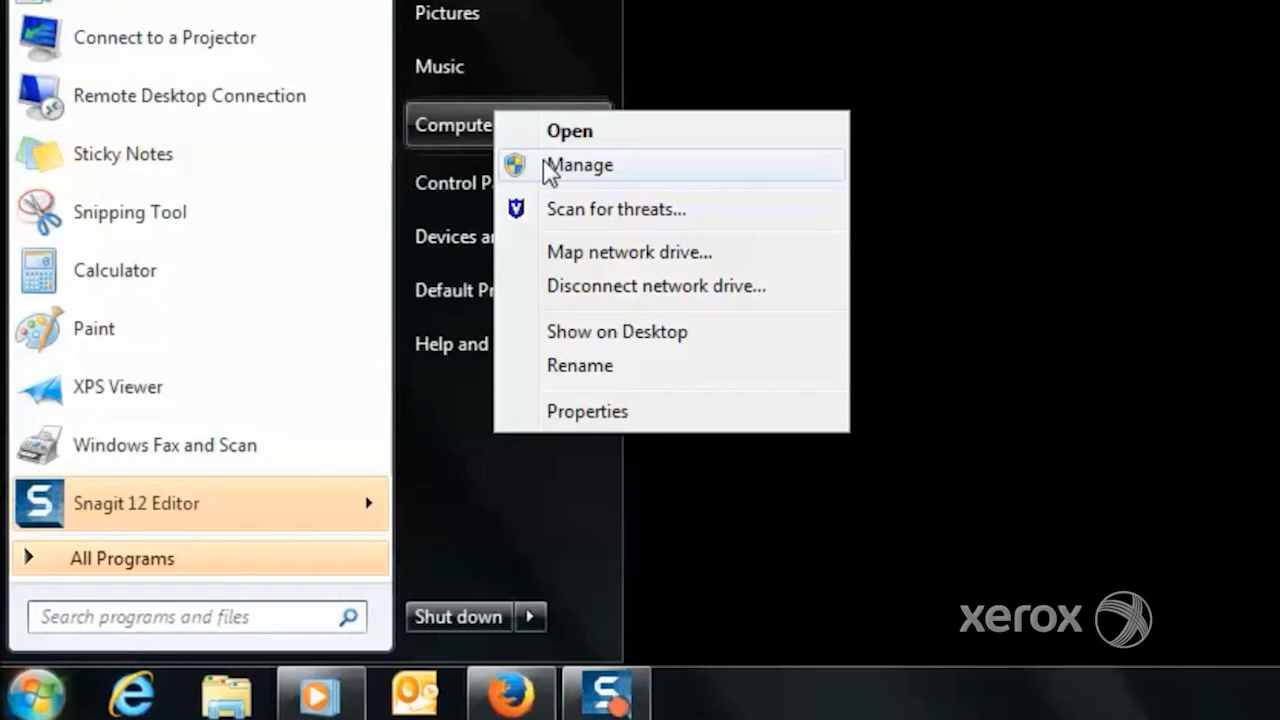 Connect to a Projector
Remote Desktop Connection
Sticky Notes
Snipping Tool
Calculator
Paint
XPS Viewer
Windows Fax and Scan
Snagit 12 Editor
All Programs
Search programs and files
Pictures
Music
Compute
Control P
Devices a
Default Pr
Help and
Shut down
Open
Manage
Scan for threats...
Map network drive...
Disconnect network drive...
Show on Desktop
Rename
Properties
xerox